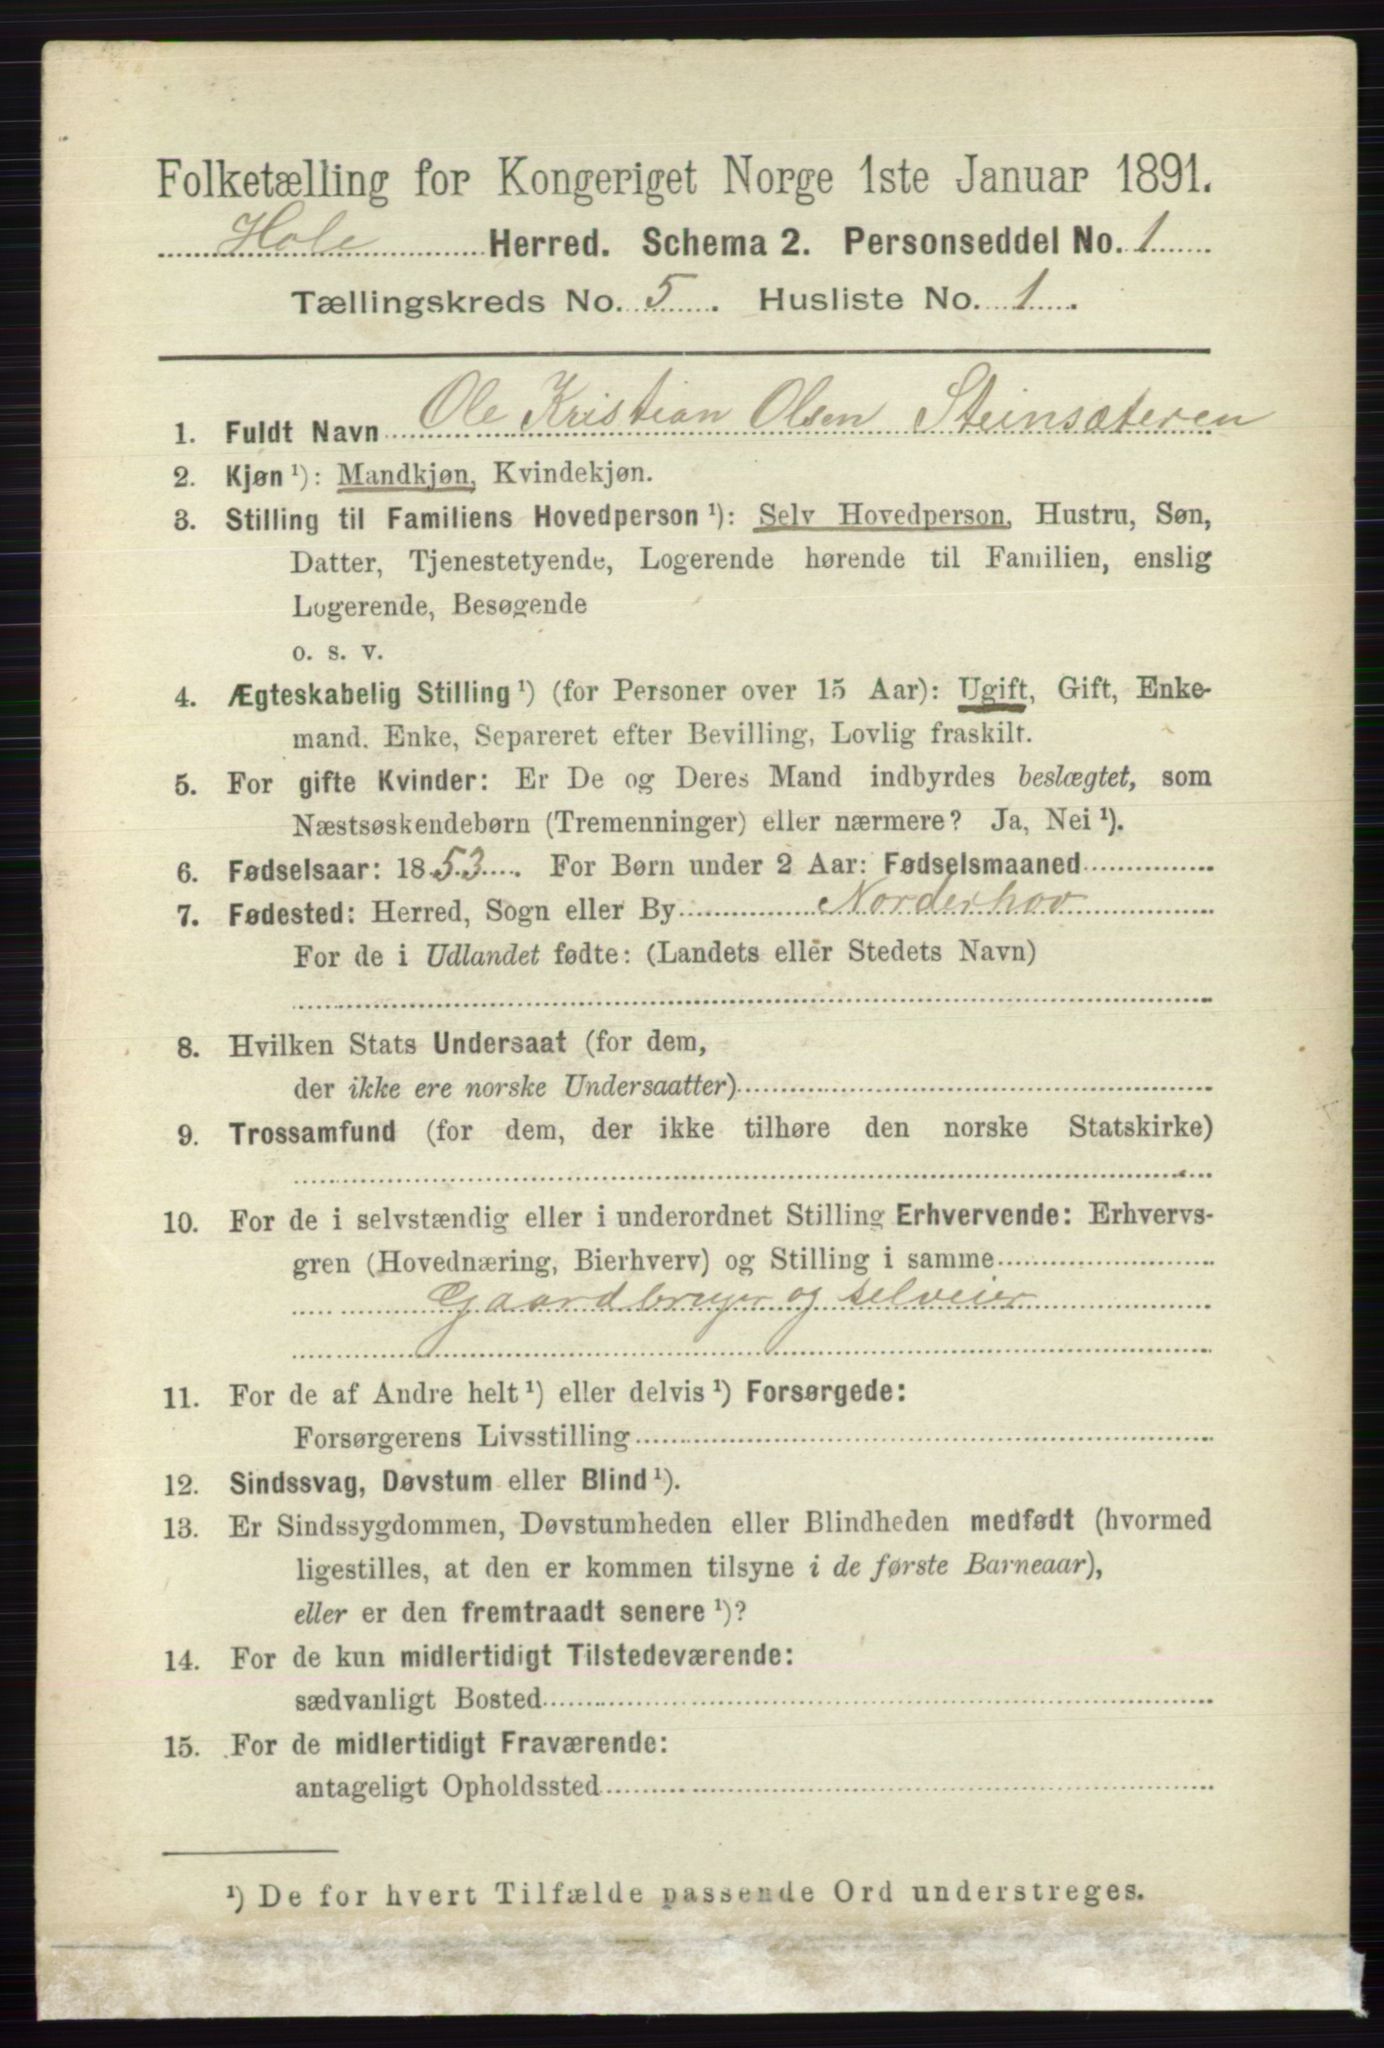 Folketælling for Kongeriget Norge 1ste Januar 1891.
Hole Herred. Schema 2. Personseddel No. 1
Tællingskreds No. 5. Husliste No. 1.
1. Fuldt Navn Ole Kristian Olsen Steinsæteren
2. Kjøn ¹): Mandkjøn, Kvindekjøn.
3. Stilling til Familiens Hovedperson ¹): Selv Hovedperson, Hustru, Søn,
Datter, Tjenestetyende, Logerende hørende til Familien, enslig
Logerende, Besøgende
o. s. v.
4. Ægteskabelig Stilling ¹) (for Personer over 15 Aar): Ugift, Gift, Enke-
mand. Enke, Separeret efter Bevilling, Lovlig fraskilt.
5. For gifte Kvinder: Er De og Deres Mand indbyrdes beslægtet, som
Næstsøskendebørn (Tremenninger) eller nærmere? Ja, Nei ¹).
6. Fødselsaar: 1853. For Børn under 2 Aar: Fødselsmaaned
7. Fødested: Herred, Sogn eller By Norderhov
For de i Udlandet fødte: (Landets eller Stedets Navn)
8. Hvilken Stats Undersaat (for dem,
der ikke ere norske Undersaatter)
9. Trossamfund (for dem, der ikke tilhøre den norske Statskirke)
10. For de i selvstændig eller i underordnet Stilling Erhvervende: Erhvervs-
gren (Hovednæring, Bierhverv) og Stilling i samme
Gaardbruger og selveier
11. For de af Andre helt ¹) eller delvis ¹) Forsørgede:
Forsørgerens Livsstilling
12. Sindssvag, Døvstum eller Blind ¹).
13. Er Sindssygdommen, Døvstumheden eller Blindheden medfødt (hvormed
ligestilles, at den er kommen tilsyne i de første Barneaar),
eller er den fremtraadt senere ¹)?
14. For de kun midlertidigt Tilstedeværende:
sædvanligt Bosted
15. For de midlertidigt Fraværende:
antageligt Opholdssted
¹) De for hvert Tilfælde passende Ord understreges.